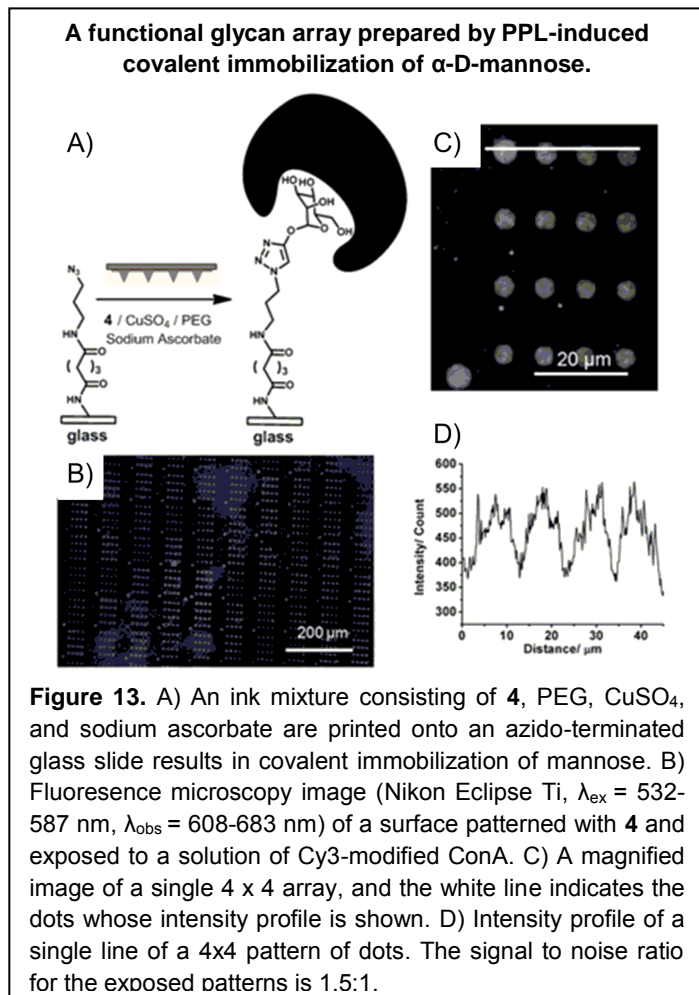 A functional glycan array prepared by PPL-induced
covalent immobilization of α-D-mannose.
A)
N₃
HN
O
( )₃
O
HN
glass
4 / CuSO₄ / PEG
Sodium Ascorbate
HO
HO
OH
O
O
OH
N
N
N
HN
O
( )₃
O
HN
glass
B)
200 µm
C)
20 µm
D)
Intensity/ Count
600
550
500
450
400
350
300
0 10 20 30 40
Distance/ µm
Figure 13. A) An ink mixture consisting of 4, PEG, CuSO₄,
and sodium ascorbate are printed onto an azido-terminated
glass slide results in covalent immobilization of mannose. B)
Fluoresence microscopy image (Nikon Eclipse Ti, λex = 532-
587 nm, λobs = 608-683 nm) of a surface patterned with 4 and
exposed to a solution of Cy3-modified ConA. C) A magnified
image of a single 4 x 4 array, and the white line indicates the
dots whose intensity profile is shown. D) Intensity profile of a
single line of a 4x4 pattern of dots. The signal to noise ratio
for the exposed patterns is 1.5:1.